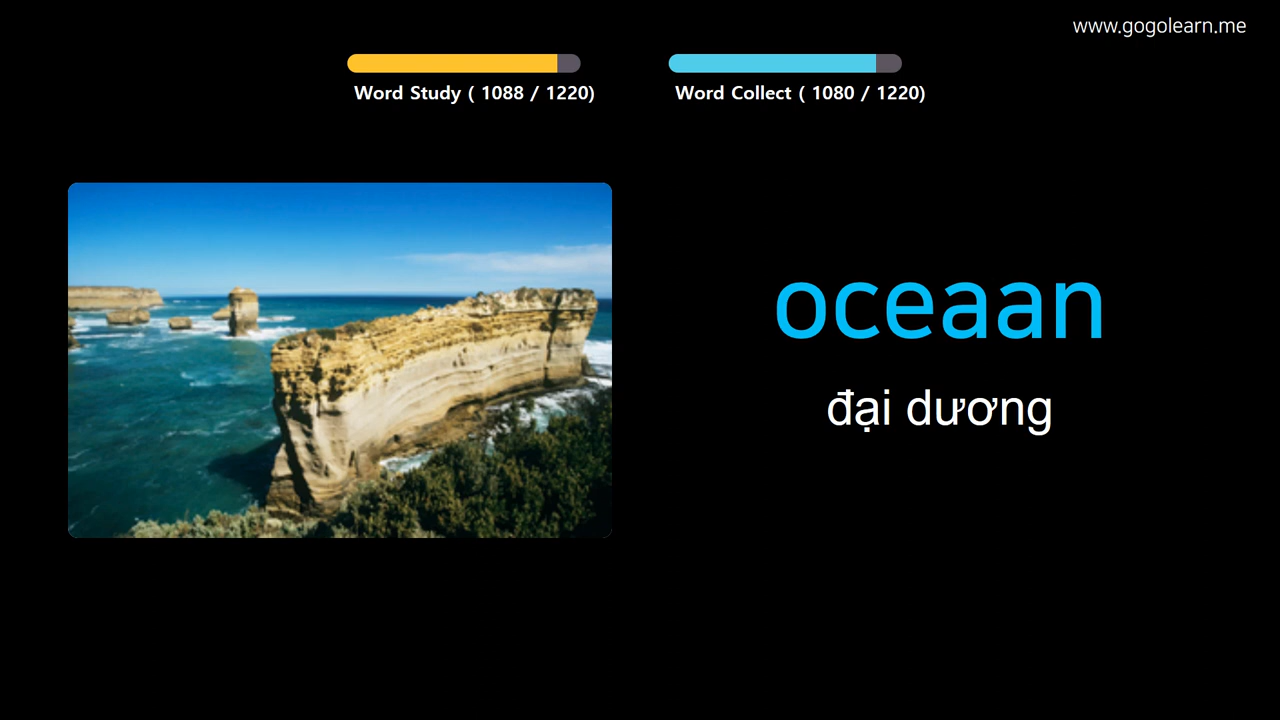 www.gogolearn.me
Word Study ( 1088 / 1220)
Word Collect ( 1080 / 1220)
oceaan
đại dương